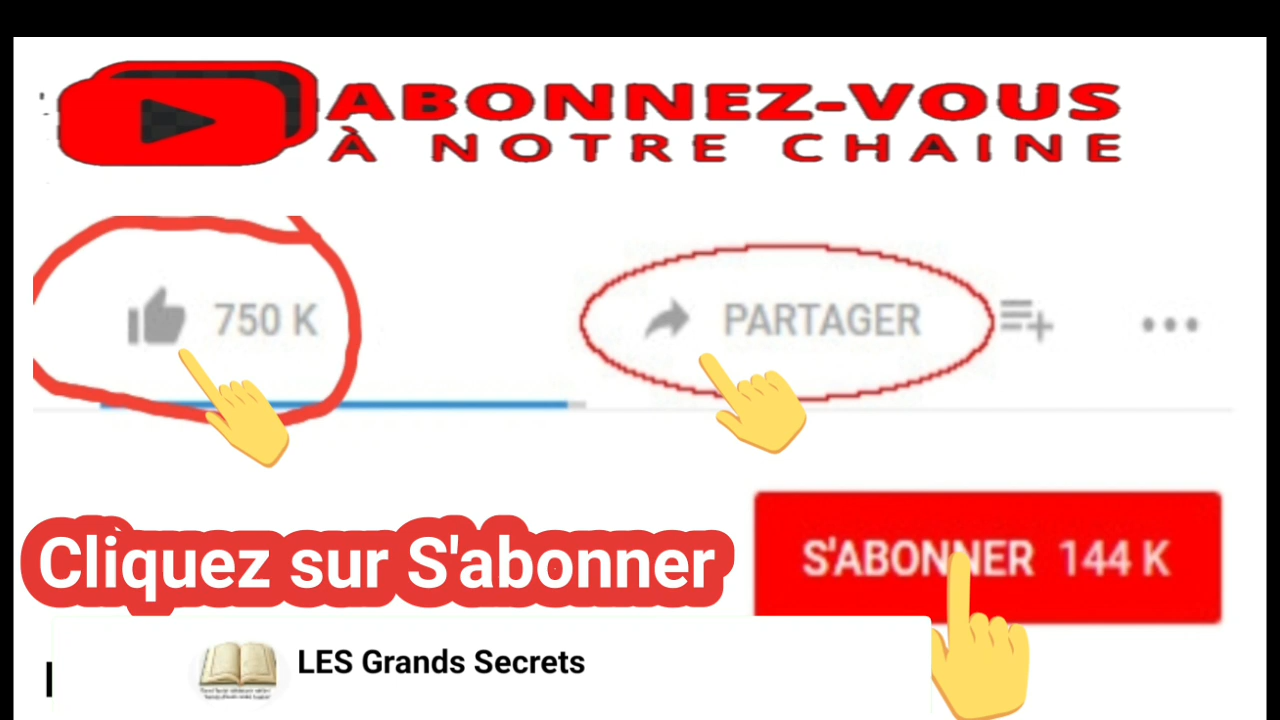 ABONNEZ-VOUS
À NOTRE CHAINE
750 K
PARTAGER
Cliquez sur S'abonner
S'ABONNER 144 K
LES Grands Secrets